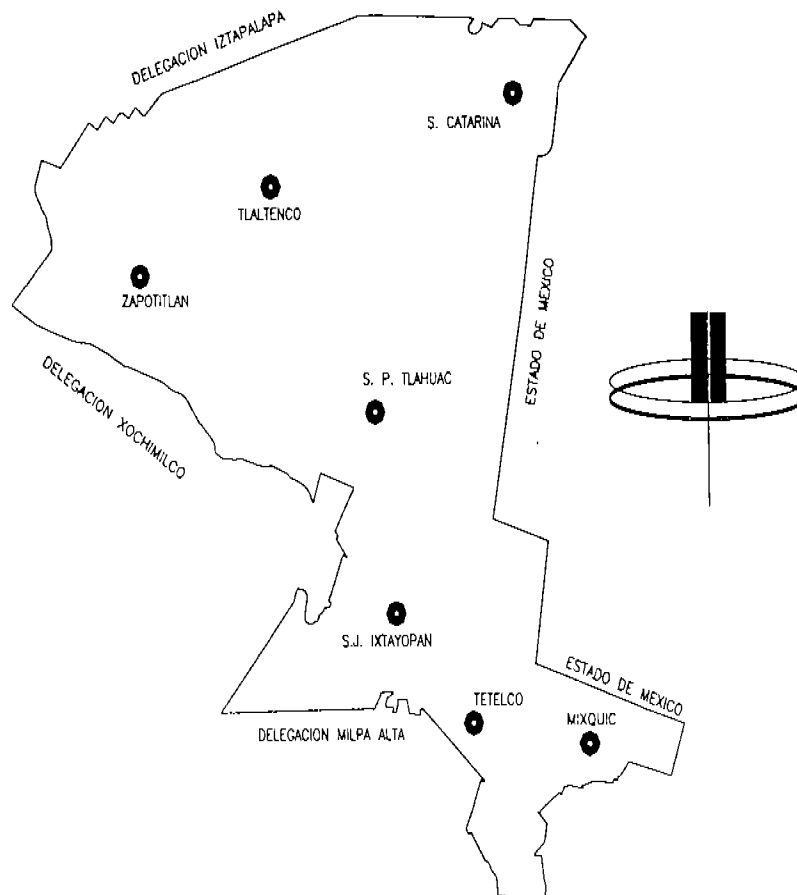 DELEGACION IZTAPALAPA
S. CATARINA
TLALTENCO
ZAPOTITLAN
ESTADO DE MEXICO
S. P. TLAHUAC
DELEGACION XOCHIMILCO
S.J. IXTAYOPAN
ESTADO DE MEXICO
TETELCO
MIXQUIC
DELEGACION MILPA ALTA